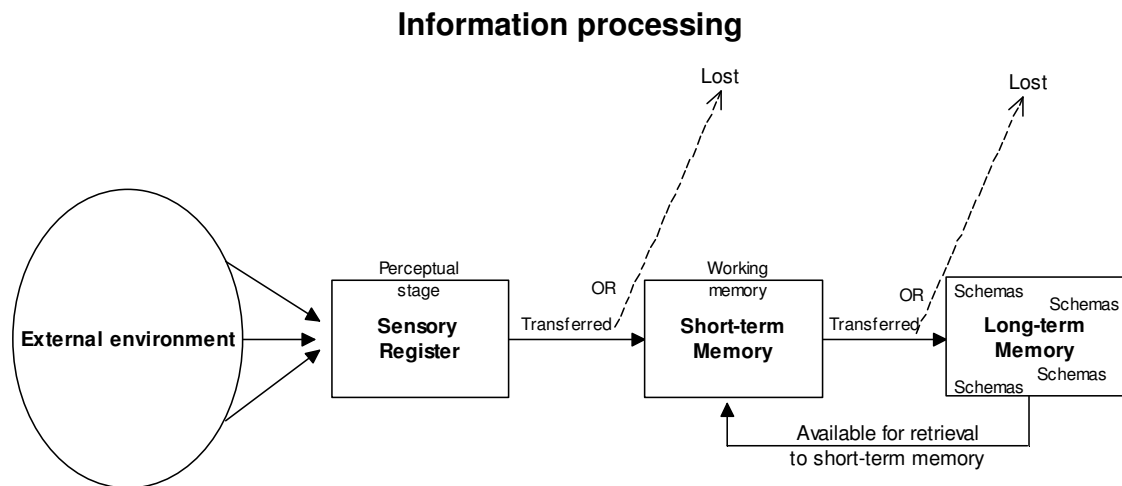 Information processing
Lost
Lost
Perceptual
stage
Sensory
Register
External environment
Transferred
OR
Working
memory
Short-term
Memory
Transferred
OR
Schemas
Schemas
Long-term
Memory
Schemas
Schemas
Available for retrieval
to short-term memory